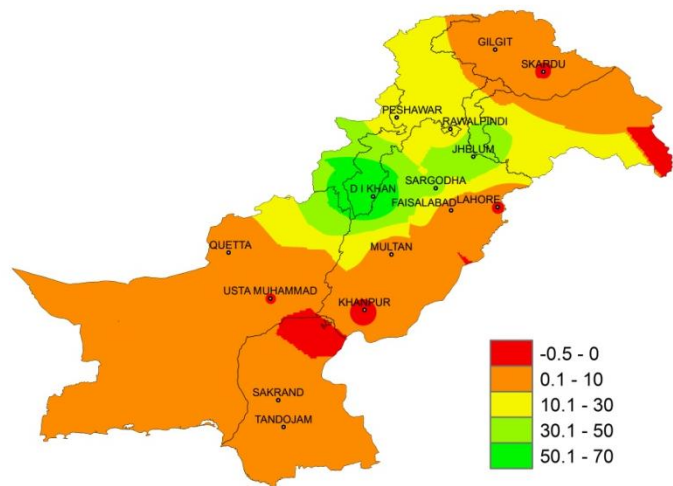 GILGIT
SKARDU
PESHAWAR
RAWALPINDI
JHELUM
SARGODHA
D I KHAN
FAISALABAD
LAHORE
MULTAN
QUETTA
USTA MUHAMMAD
KHANPUR
SAKRAND
TANDOJAM
-0.5 - 0
0.1 - 10
10.1 - 30
30.1 - 50
50.1 - 70